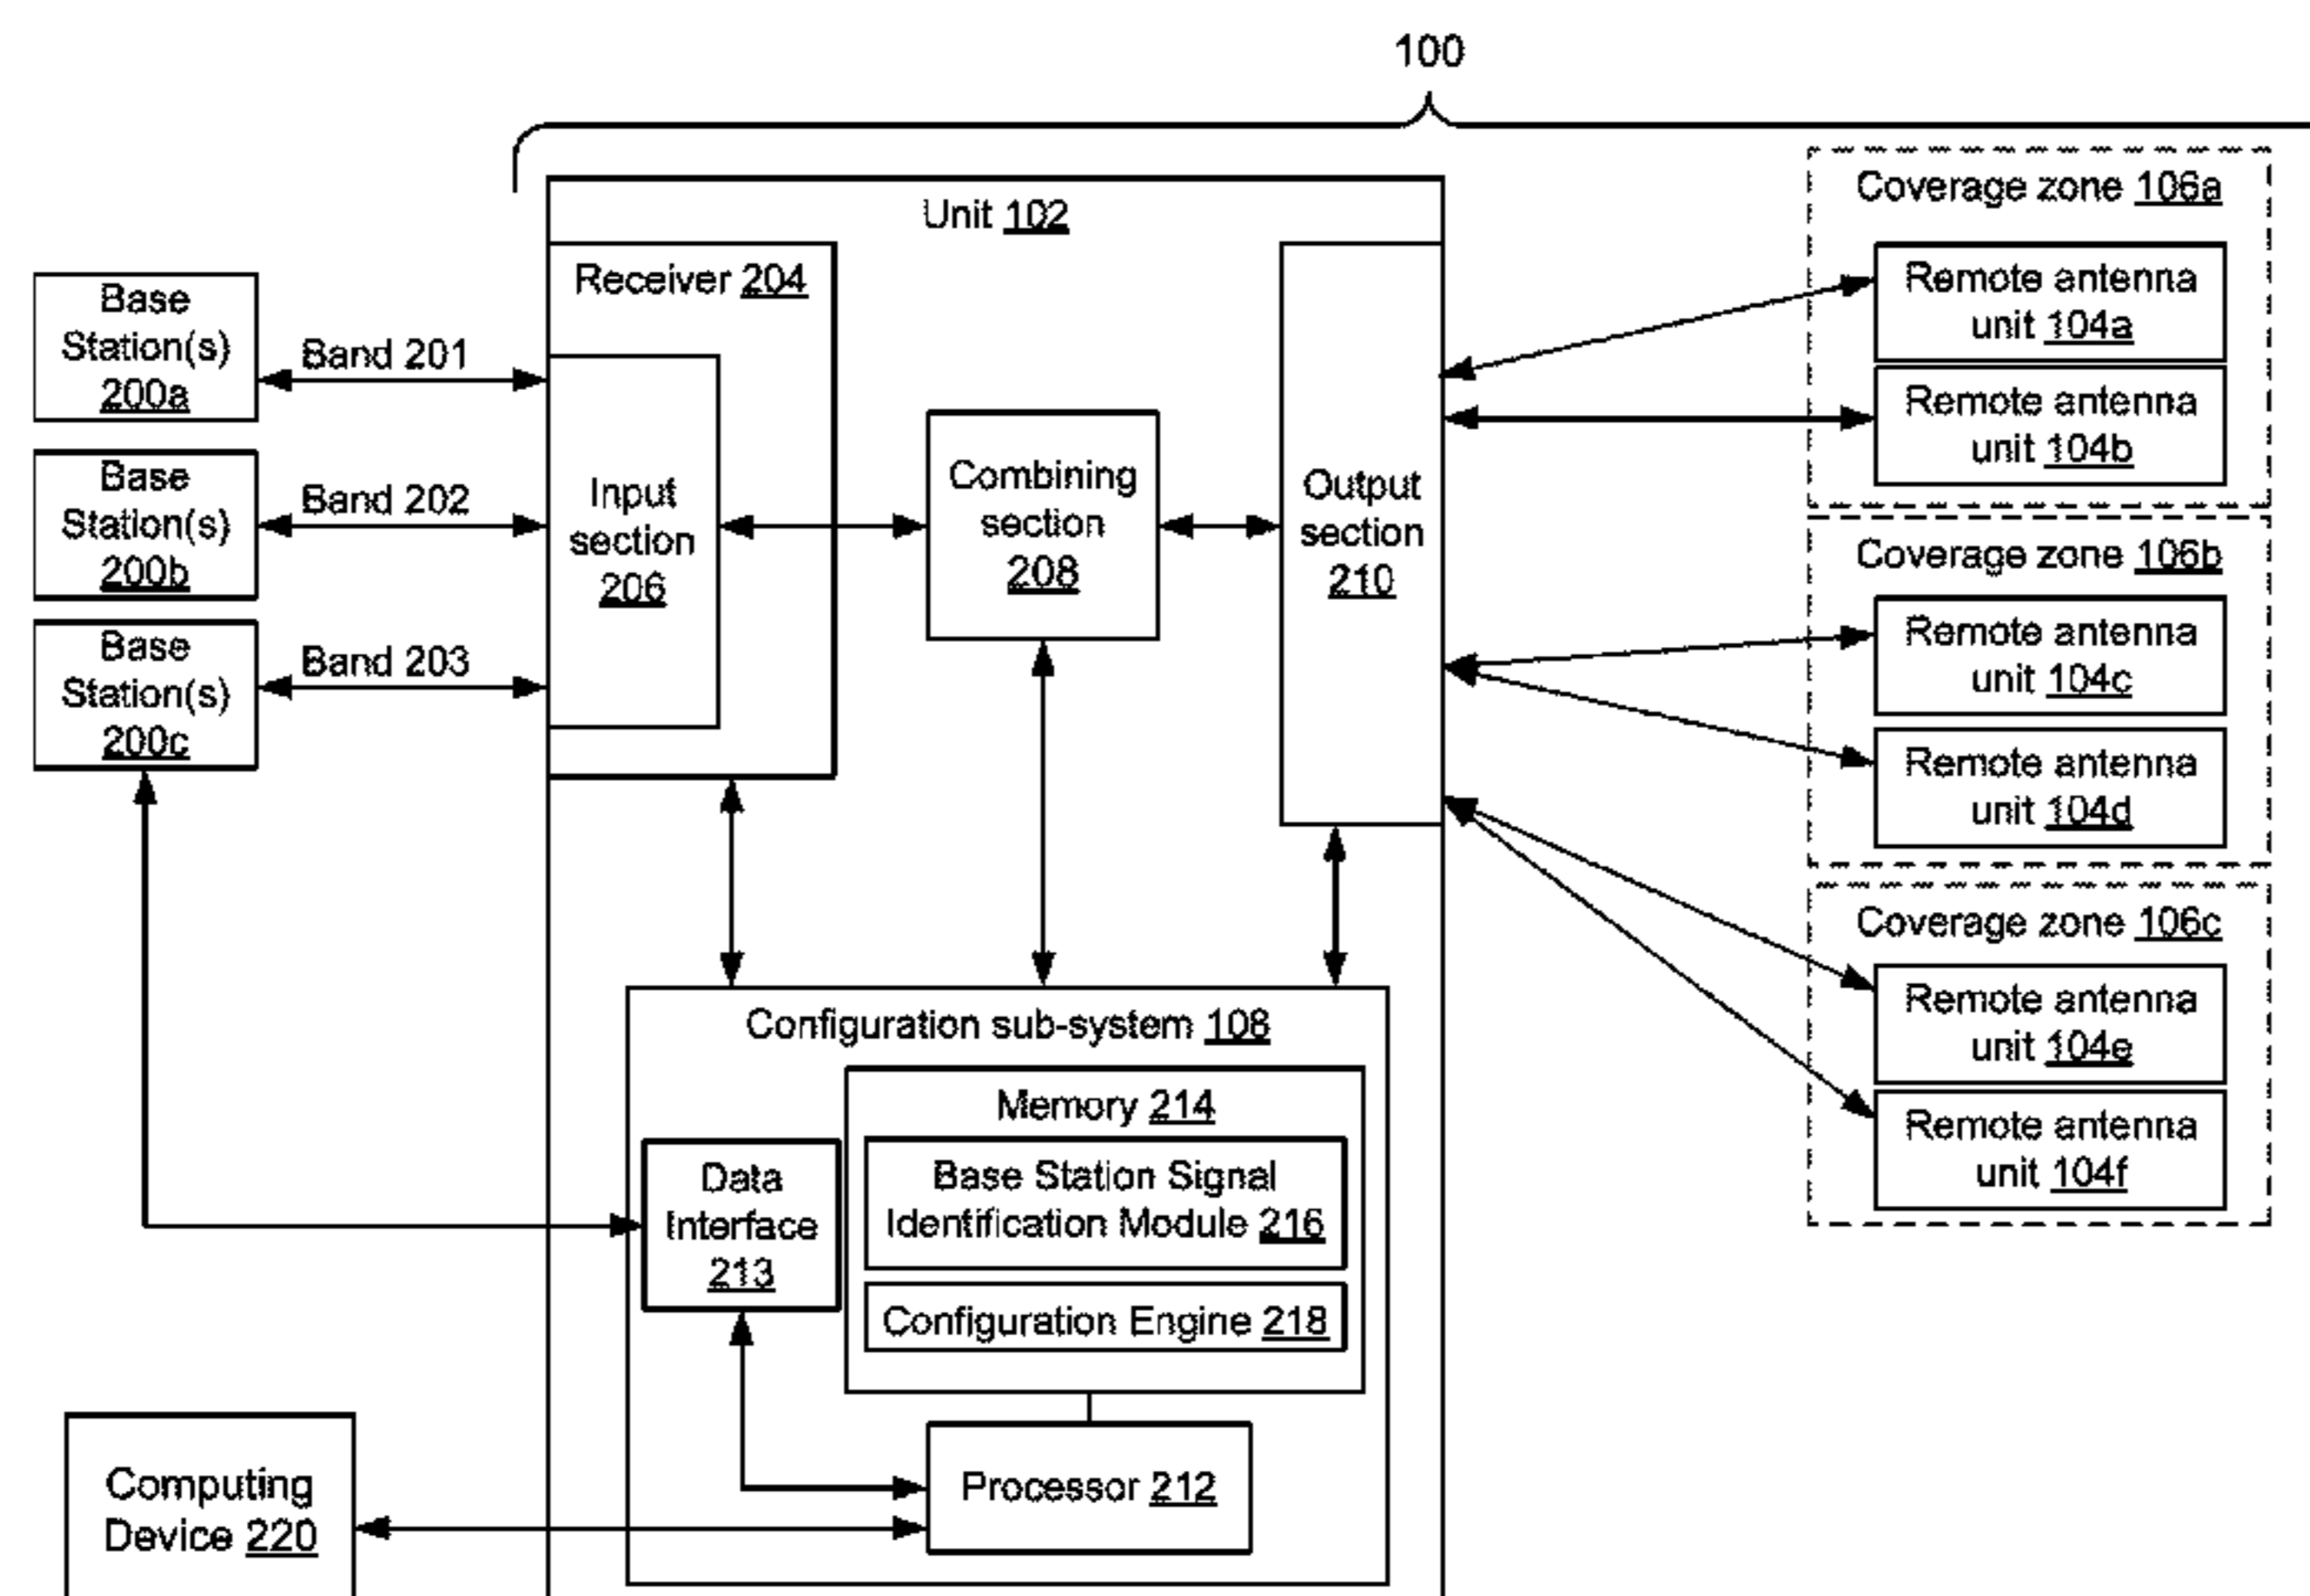 100
Unit 102
Receiver 204
Base
Station(s)
200a
Band 201
Base
Station(s)
200b
Band 202
Base
Station(s)
200c
Band 203
Input
section
206
Combining
section
208
Output
section
210
Coverage zone 106a
Remote antenna
unit 104a
Remote antenna
unit 104b
Coverage zone 106b
Remote antenna
unit 104c
Remote antenna
unit 104d
Coverage zone 106c
Remote antenna
unit 104e
Remote antenna
unit 104f
Configuration sub-system 108
Memory 214
Base Station Signal
Identification Module 216
Configuration Engine 218
Data
Interface
213
Processor 212
Computing
Device 220